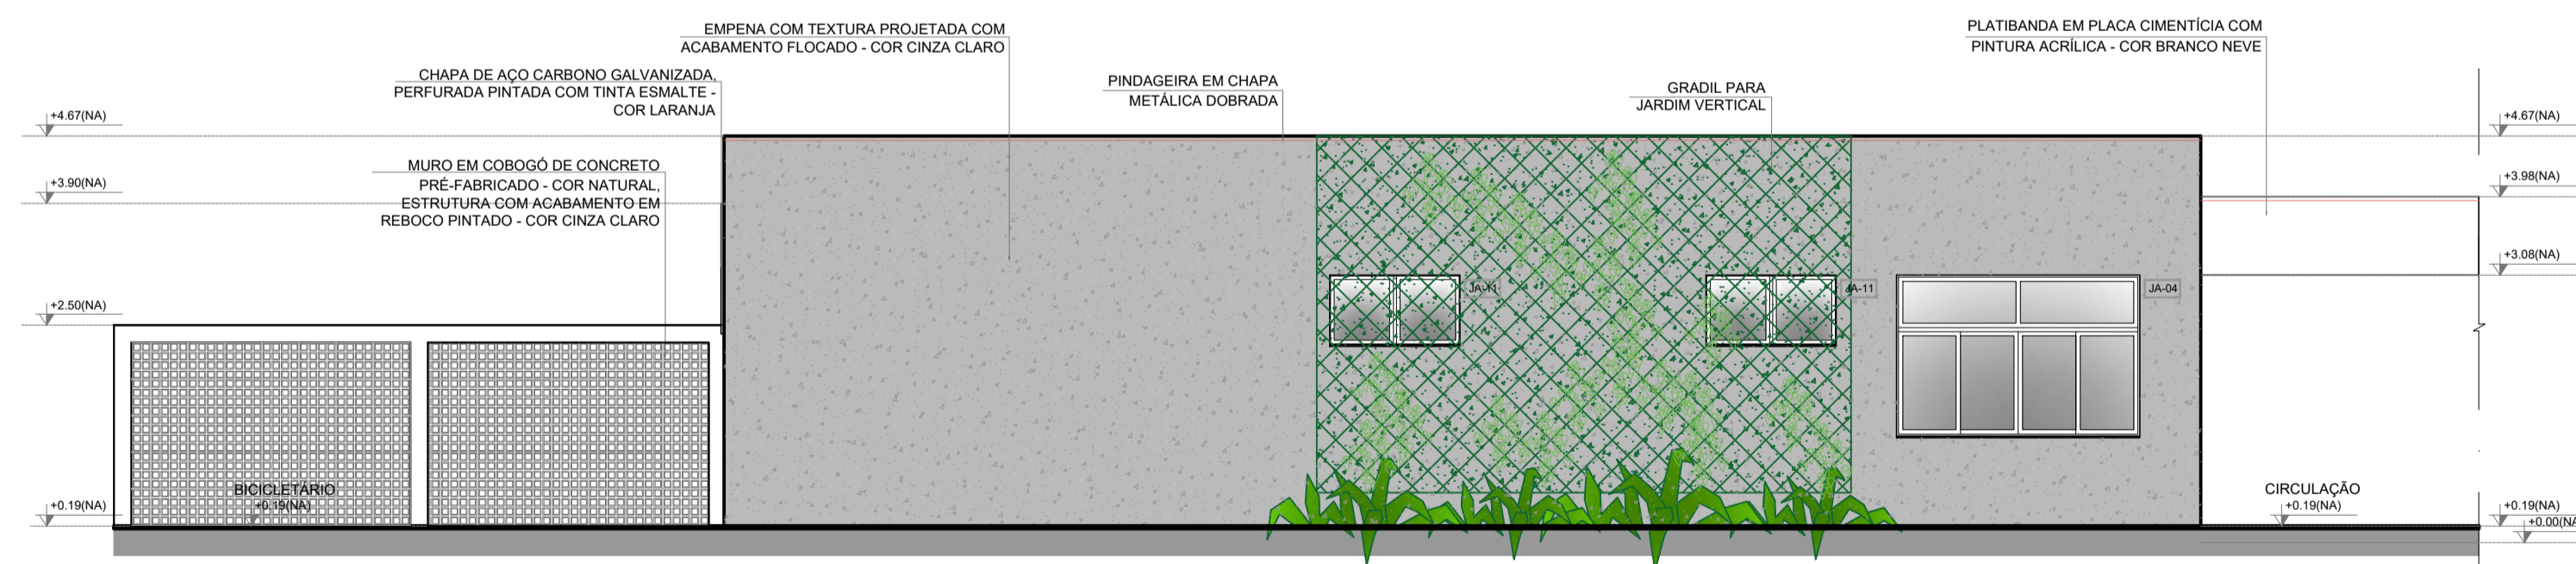 EMPENA COM TEXTURA PROJETADA COM
ACABAMENTO FLOCADO - COR CINZA CLARO
PLATIBANDA EM PLACA CIMENTÍCIA COM
PINTURA ACRÍLICA - COR BRANCO NEVE
CHAPA DE AÇO CARBONO GALVANIZADA,
PERFURADA PINTADA COM TINTA ESMALTE -
COR LARANJA
PINDAGEIRA EM CHAPA
METÁLICA DOBRADA
GRADIL PARA
JARDIM VERTICAL
+4.67(NA)
+4.67(NA)
MURO EM COBOGÓ DE CONCRETO
PRÉ-FABRICADO - COR NATURAL,
ESTRUTURA COM ACABAMENTO EM
REBOCO PINTADO - COR CINZA CLARO
+3.90(NA)
+3.98(NA)
+3.08(NA)
JA-11
JA-11
JA-04
+2.50(NA)
BICICLETÁRIO
+0.19(NA)
+0.19(NA)
CIRCULAÇÃO
+0.19(NA)
+0.19(NA)
+0.00(NA